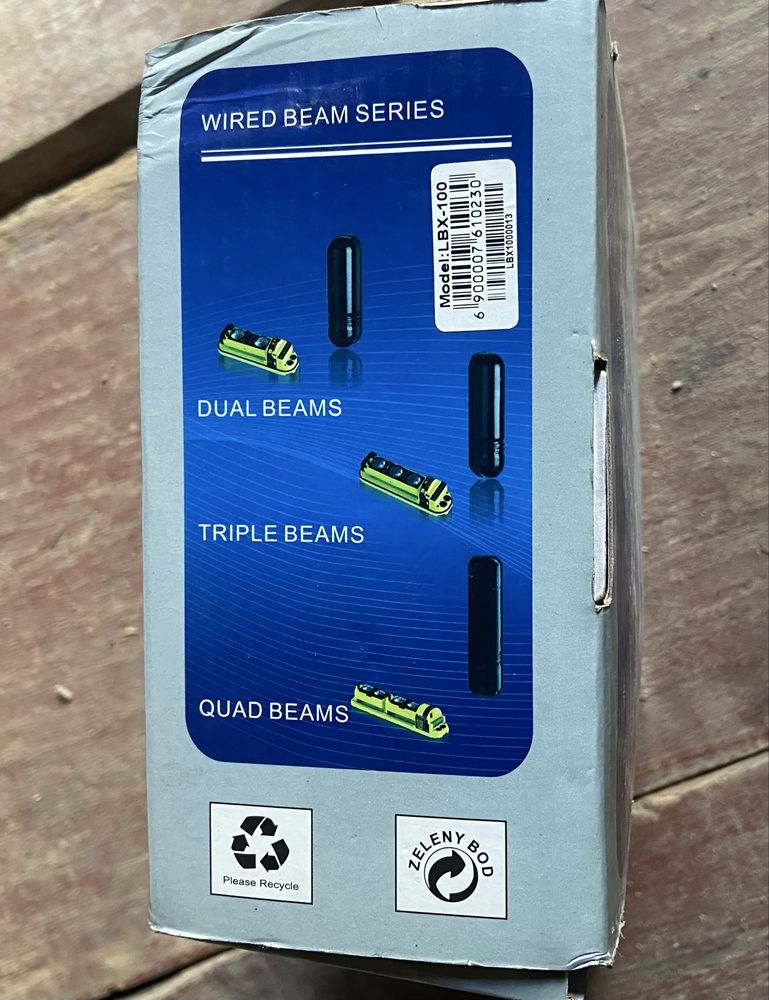 WIRED BEAM SERIES
Model:LBX-100
6 900007 610230
LBX1000013
DUAL BEAMS
TRIPLE BEAMS
QUAD BEAMS
Please Recycle
ZELENY BOD